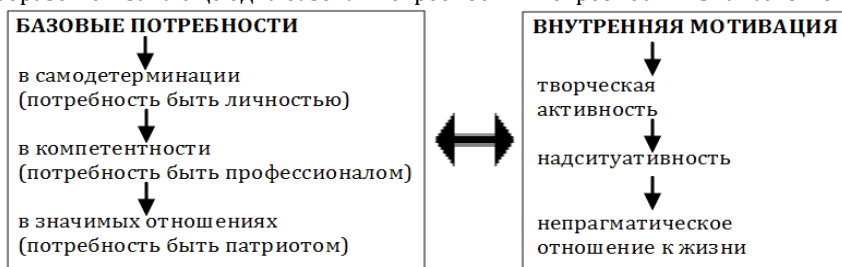 БАЗОВЫЕ ПОТРЕБНОСТИ
в самодетерминации
(потребность быть личностью)
в компетентности
(потребность быть профессионалом)
в значимых отношениях
(потребность быть патриотом)
ВНУТРЕННЯЯ МОТИВАЦИЯ
творческая
активность
надситуативность
непрагматическое
отношение к жизни